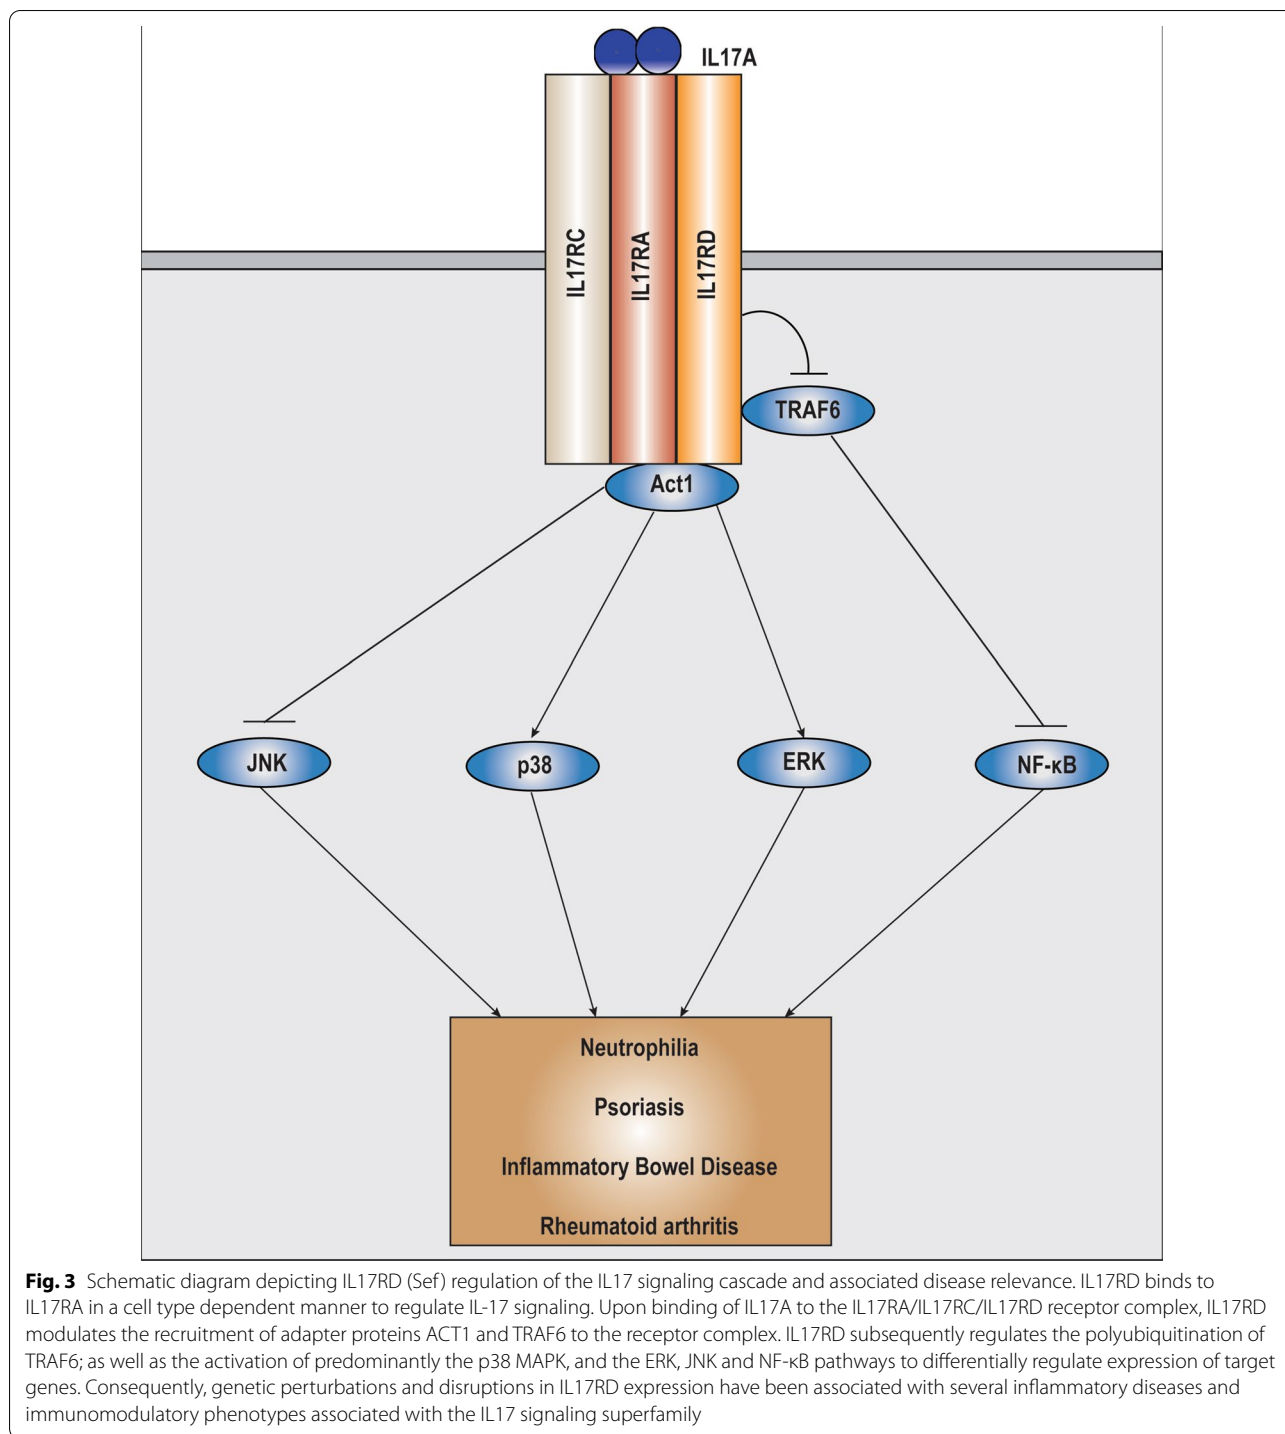 IL17A
IL17RC
IL17RA
IL17RD
TRAF6
Act1
JNK
p38
ERK
NF-κB
Neutrophilia
Psoriasis
Inflammatory Bowel Disease
Rheumatoid arthritis
Fig. 3 Schematic diagram depicting IL17RD (Sef) regulation of the IL17 signaling cascade and associated disease relevance. IL17RD binds to
IL17RA in a cell type dependent manner to regulate IL-17 signaling. Upon binding of IL17A to the IL17RA/IL17RC/IL17RD receptor complex, IL17RD
modulates the recruitment of adapter proteins ACT1 and TRAF6 to the receptor complex. IL17RD subsequently regulates the polyubiquitination of
TRAF6; as well as the activation of predominantly the p38 MAPK, and the ERK, JNK and NF-κB pathways to differentially regulate expression of target
genes. Consequently, genetic perturbations and disruptions in IL17RD expression have been associated with several inflammatory diseases and
immunomodulatory phenotypes associated with the IL17 signaling superfamily